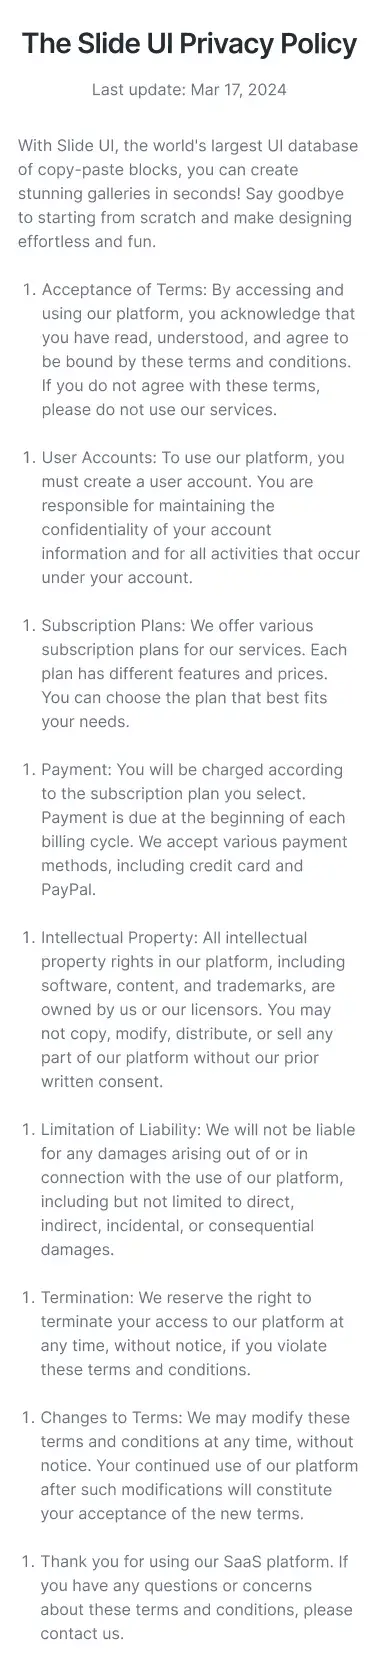 The Slide UI Privacy Policy
Last update: Mar 17, 2024
With Slide UI, the world's largest UI database
of copy-paste blocks, you can create
stunning galleries in seconds! Say goodbye
to starting from scratch and make designing
effortless and fun.
1. Acceptance of Terms: By accessing and
using our platform, you acknowledge that
you have read, understood, and agree to
be bound by these terms and conditions.
If you do not agree with these terms,
please do not use our services.
1. User Accounts: To use our platform, you
must create a user account. You are
responsible for maintaining the
confidentiality of your account
information and for all activities that occur
under your account.
1. Subscription Plans: We offer various
subscription plans for our services. Each
plan has different features and prices.
You can choose the plan that best fits
your needs.
1. Payment: You will be charged according
to the subscription plan you select.
Payment is due at the beginning of each
billing cycle. We accept various payment
methods, including credit card and
PayPal.
1. Intellectual Property: All intellectual
property rights in our platform, including
software, content, and trademarks, are
owned by us or our licensors. You may
not copy, modify, distribute, or sell any
part of our platform without our prior
written consent.
1. Limitation of Liability: We will not be liable
for any damages arising out of or in
connection with the use of our platform,
including but not limited to direct,
indirect, incidental, or consequential
damages.
1. Termination: We reserve the right to
terminate your access to our platform at
any time, without notice, if you violate
these terms and conditions.
1. Changes to Terms: We may modify these
terms and conditions at any time, without
notice. Your continued use of our platform
after such modifications will constitute
your acceptance of the new terms.
1. Thank you for using our SaaS platform. If
you have any questions or concerns
about these terms and conditions, please
contact us.